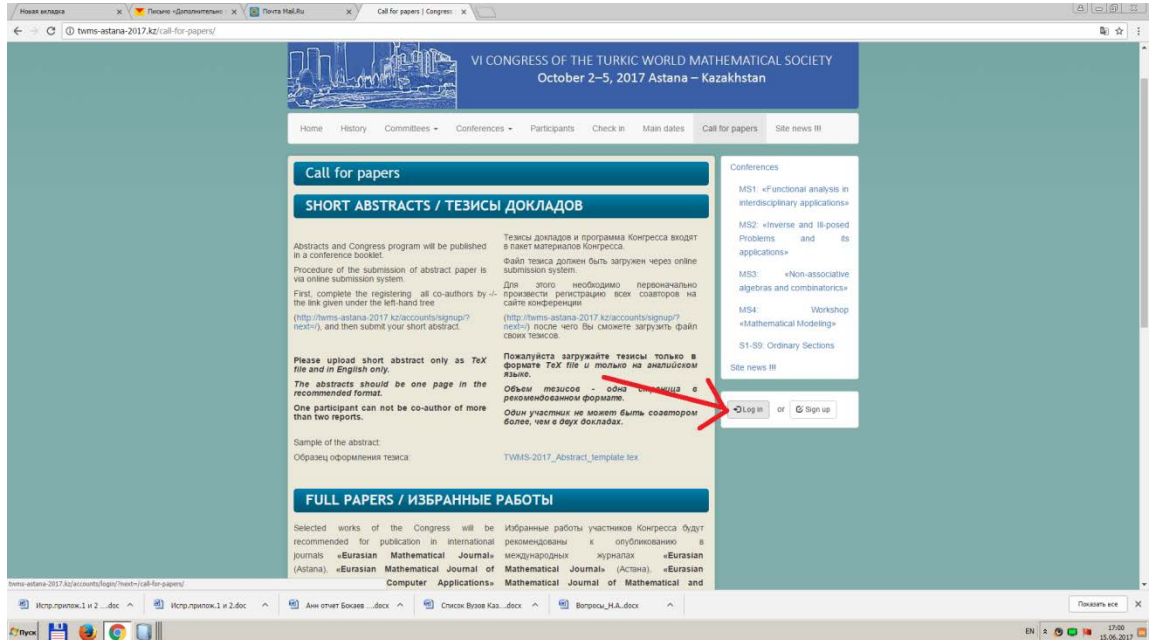 Новая вкладка
Письмо «Дополнительно
Почта Mail.Ru
Call for papers | Congress
twms-astana-2017.kz/call-for-papers/
VI CONGRESS OF THE TURKIC WORLD MATHEMATICAL SOCIETY
October 2–5, 2017 Astana – Kazakhstan
Home History Committees Conferences Participants Check in Main dates Call for papers Site news !!!
Call for papers
SHORT ABSTRACTS / ТЕЗИСЫ ДОКЛАДОВ
Abstracts and Congress program will be published
in a conference booklet.
Procedure of the submission of abstract paper is
via online submission system.
First, complete the registering all co-authors by -/-
the link given under the left-hand tree
(http://twms-astana-2017.kz/accounts/signup/?
next=/), and then submit your short abstract.
Please upload short abstract only as TeX
file and in English only.
The abstracts should be one page in the
recommended format.
One participant can not be co-author of more
than two reports.
Sample of the abstract:
Образец оформления тезиса:
Тезисы докладов и программа Конгресса входят
в пакет материалов Конгресса.
Файл тезиса должен быть загружен через online
submission system.
Для этого необходимо первоначально
произвести регистрацию всех соавторов на
сайте конференции
(http://twms-astana-2017.kz/accounts/signup/?
next=/) после чего Вы сможете загрузить файл
своих тезисов.
Пожалуйста загружайте тезисы только в
формате TeX file и только на английском
языке.
Объем тезисов - одна страница в
рекомендованном формате.
Один участник не может быть соавтором
более, чем в двух докладах.
TWMS-2017_Abstract_template.tex
FULL PAPERS / ИЗБРАННЫЕ РАБОТЫ
Selected works of the Congress will be
recommended for publication in international
journals «Eurasian Mathematical Journal»
(Astana), «Eurasian Mathematical Journal of
Computer Applications»
Избранные работы участников Конгресса будут
рекомендованы к опубликованию в
международных журналах «Eurasian
Mathematical Journal» (Астана), «Eurasian
Mathematical Journal of Mathematical and
Conferences
MS1: «Functional analysis in
interdisciplinary applications»
MS2: «Inverse and Ill-posed
Problems and its
applications»
MS3: «Non-associative
algebras and combinatorics»
MS4: Workshop
«Mathematical Modeling»
S1-S9: Ordinary Sections
Site news !!!
Log in or Sign up
twms-astana-2017.kz/accounts/login/?next=/call-for-papers/
Испр.прилож.1 и 2 ....doc
Испр.прилож.1 и 2.doc
Анн отчет Бокаев ....docx
Список Вузов Каз....docx
Вопросы_Н.А..docx
Показать все
Пуск
EN
17:00
15.06.2017